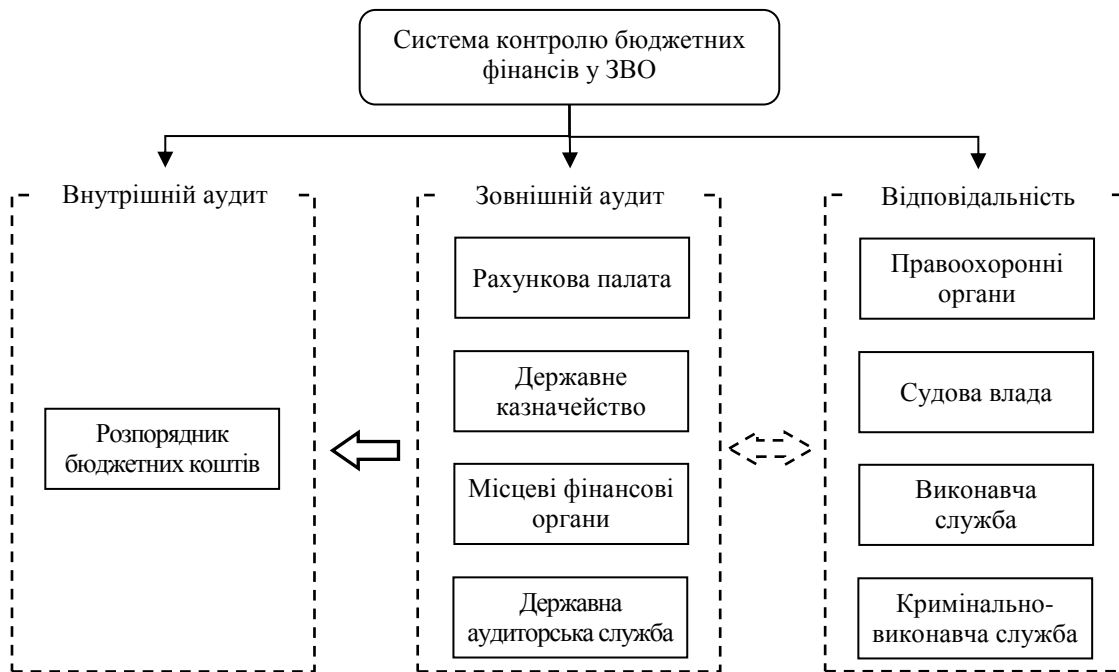 Система контролю бюджетних
фінансів у ЗВО
Внутрішній аудит
Розпорядник
бюджетних коштів
Зовнішній аудит
Рахункова палата
Державне
казначейство
Місцеві фінансові
органи
Державна
аудиторська служба
Відповідальність
Правоохоронні
органи
Судова влада
Виконавча
служба
Кримінально-
виконавча служба